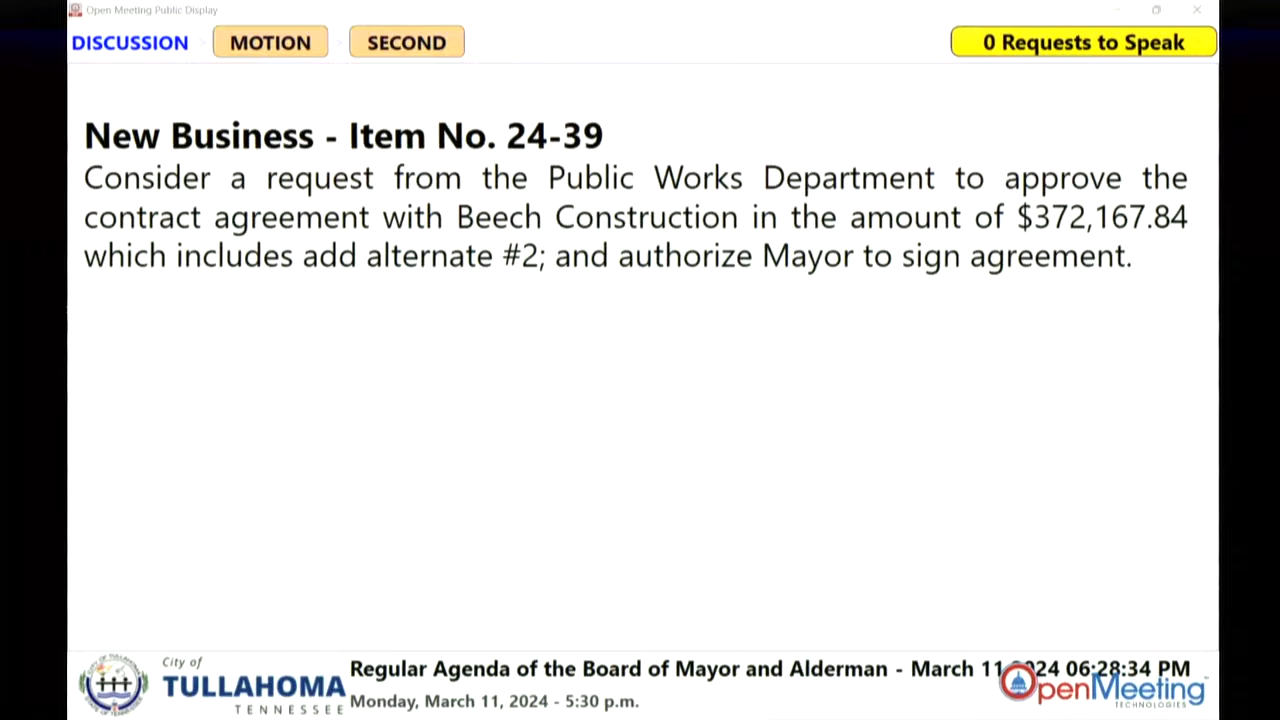 Open Meeting Public Display
DISCUSSION MOTION SECOND 0 Requests to Speak
New Business - Item No. 24-39
Consider a request from the Public Works Department to approve the
contract agreement with Beech Construction in the amount of $372,167.84
which includes add alternate #2; and authorize Mayor to sign agreement.
City of
TULLAHOMA
TENNESSEE
Regular Agenda of the Board of Mayor and Alderman - March 11 2024 06:28:34 PM
Monday, March 11, 2024 - 5:30 p.m.
OpenMeeting
TECHNOLOGIES